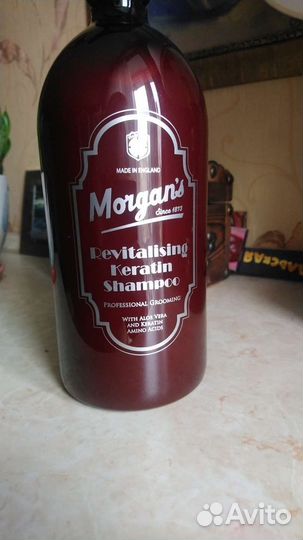 MADE IN ENGLAND
Morgan's
Since 1873
Revitalising
Keratin
Shampoo
PROFESSIONAL GROOMING
WITH ALOE VERA
AND KERATIN
AMINO ACIDS
Avito